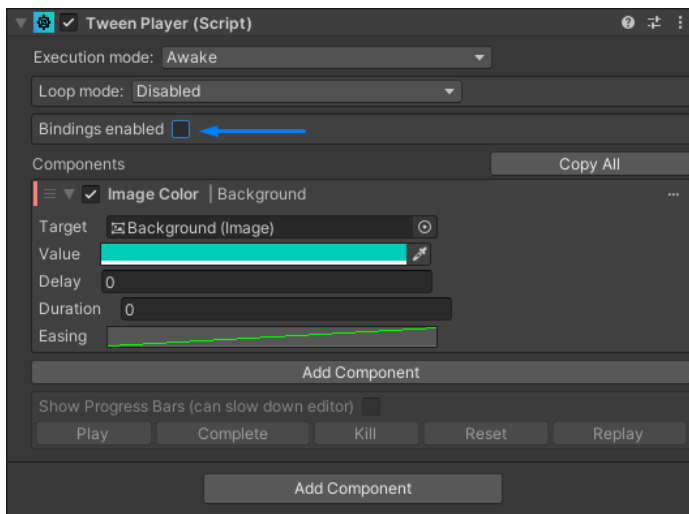 Tween Player (Script)
Execution mode: Awake
Loop mode: Disabled
Bindings enabled
Components Copy All
Image Color | Background
Target Background (Image)
Value
Delay 0
Duration 0
Easing
Add Component
Show Progress Bars (can slow down editor)
Play Complete Kill Reset Replay
Add Component